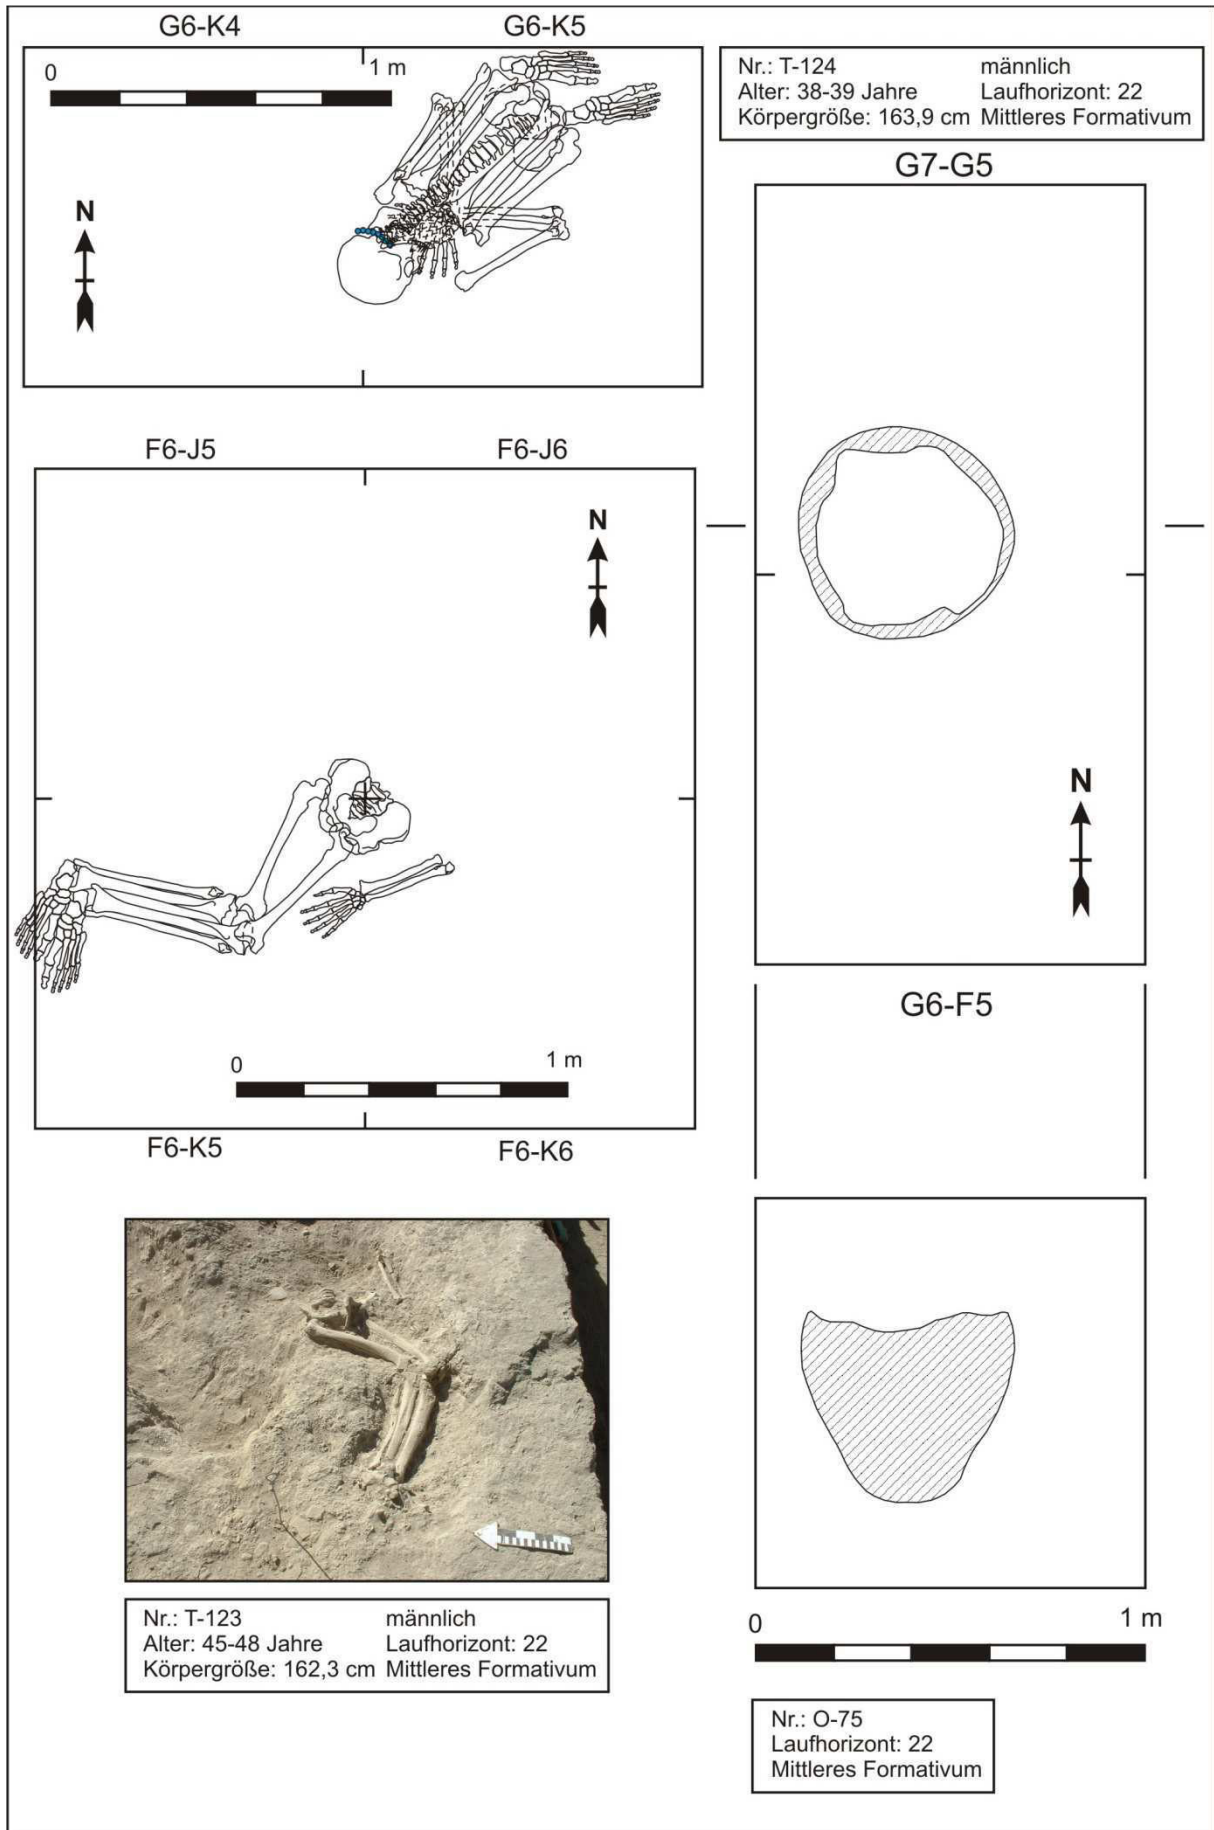 G6-K4 G6-K5
0 1 m
N
Nr.: T-124 männlich
Alter: 38-39 Jahre Laufhorizont: 22
Körpergröße: 163,9 cm Mittleres Formativum
G7-G5
N
G6-F5
0 1 m
Nr.: O-75
Laufhorizont: 22
Mittleres Formativum
F6-J5 F6-J6
N
0 1 m
F6-K5 F6-K6
Nr.: T-123 männlich
Alter: 45-48 Jahre Laufhorizont: 22
Körpergröße: 162,3 cm Mittleres Formativum